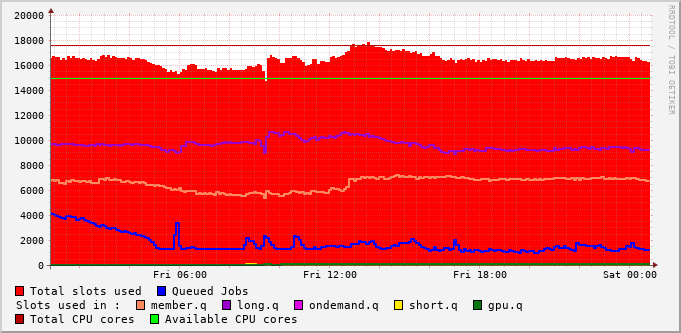 20000
18000
16000
14000
12000
10000
8000
6000
4000
2000
0
Fri 06:00 Fri 12:00 Fri 18:00 Sat 00:00
RRDTOOL / TOBI OETIKER
Total slots used Queued Jobs
Slots used in : member.q long.q ondemand.q short.q gpu.q
Total CPU cores Available CPU cores